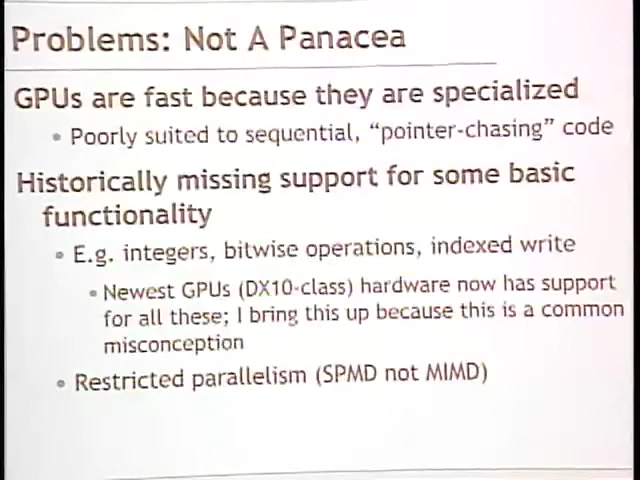 Problems: Not A Panacea
GPUs are fast because they are specialized
• Poorly suited to sequential, “pointer-chasing” code
Historically missing support for some basic
functionality
• E.g. integers, bitwise operations, indexed write
• Newest GPUs (DX10-class) hardware now has support
for all these; I bring this up because this is a common
misconception
• Restricted parallelism (SPMD not MIMD)